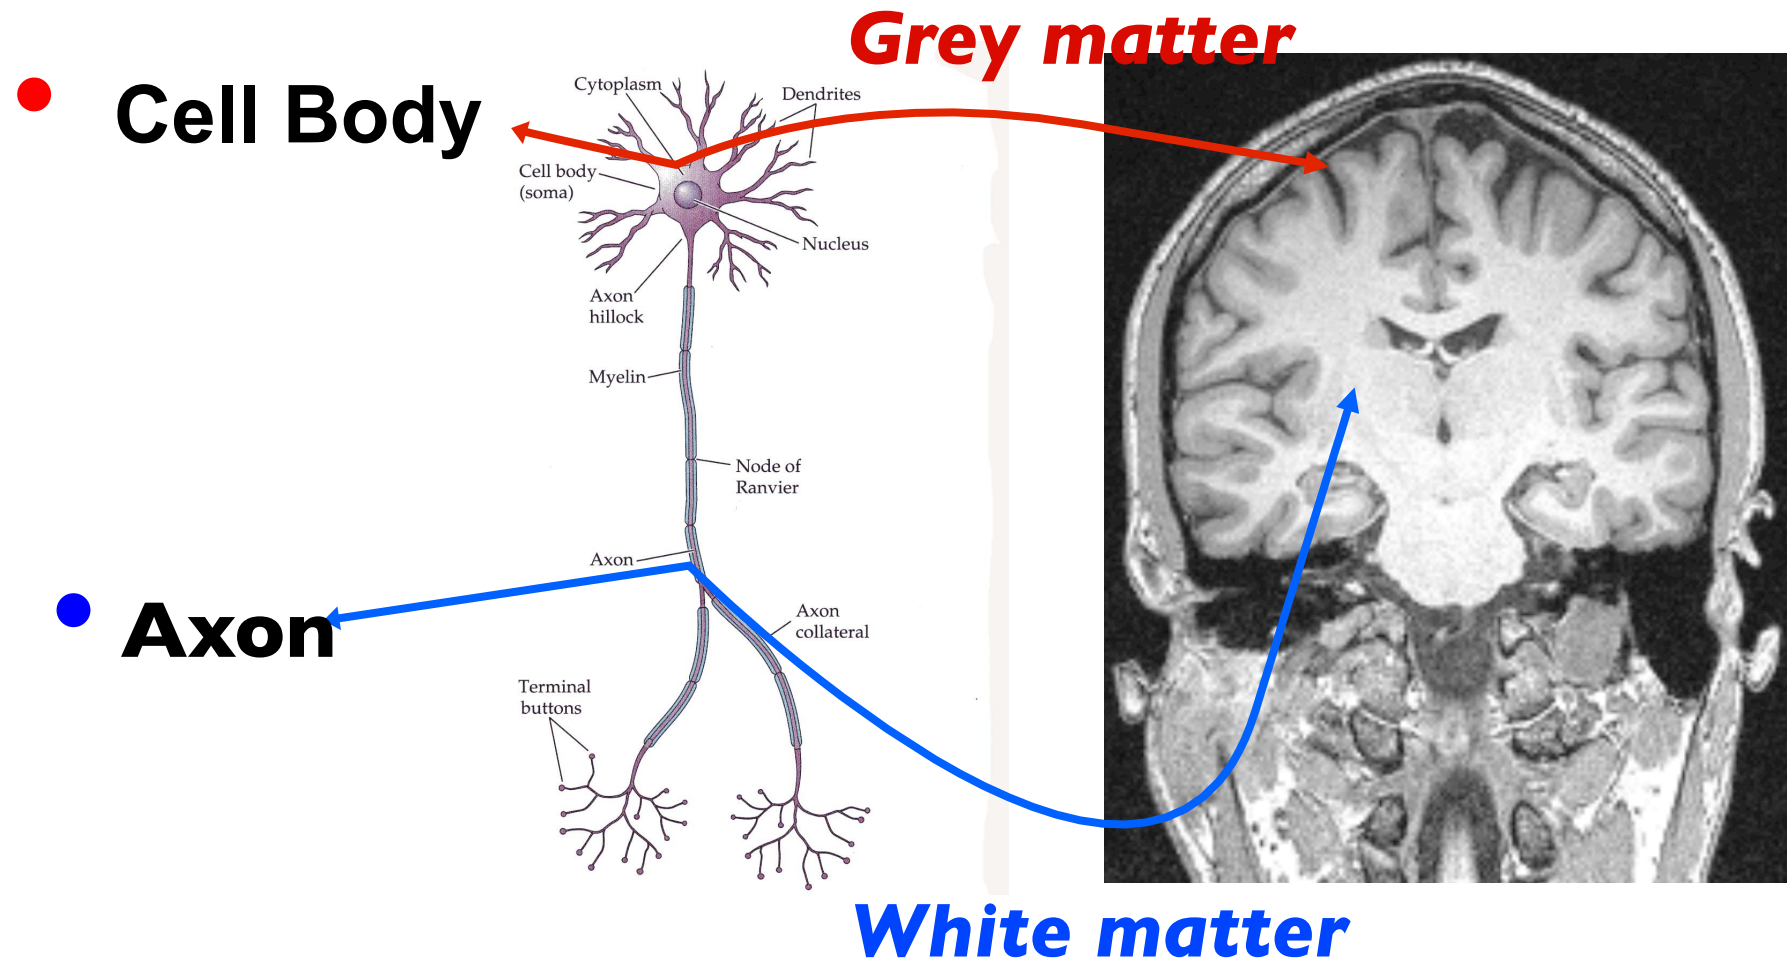 Grey matter
Cell Body
Cytoplasm
Dendrites
Cell body
(soma)
Nucleus
Axon
hillock
Myelin
Node of
Ranvier
Axon
Axon
Axon
collateral
Terminal
buttons
White matter